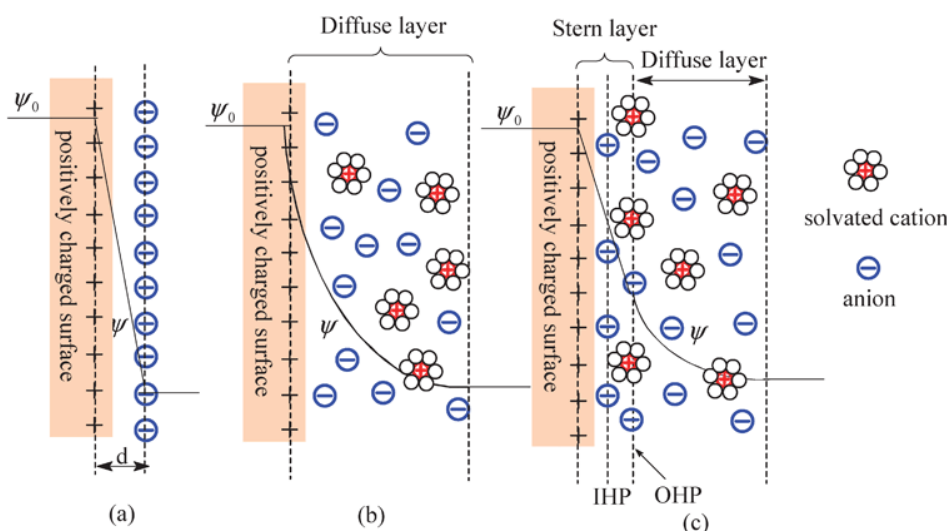 (a)
Diffuse layer
(b)
Stern layer
(c)
Diffuse layer
ψ0
positively charged surface
ψ
d
ψ0
positively charged surface
ψ
ψ0
positively charged surface
ψ
solvated cation
anion
IHP
OHP
(a)
(b)
(c)